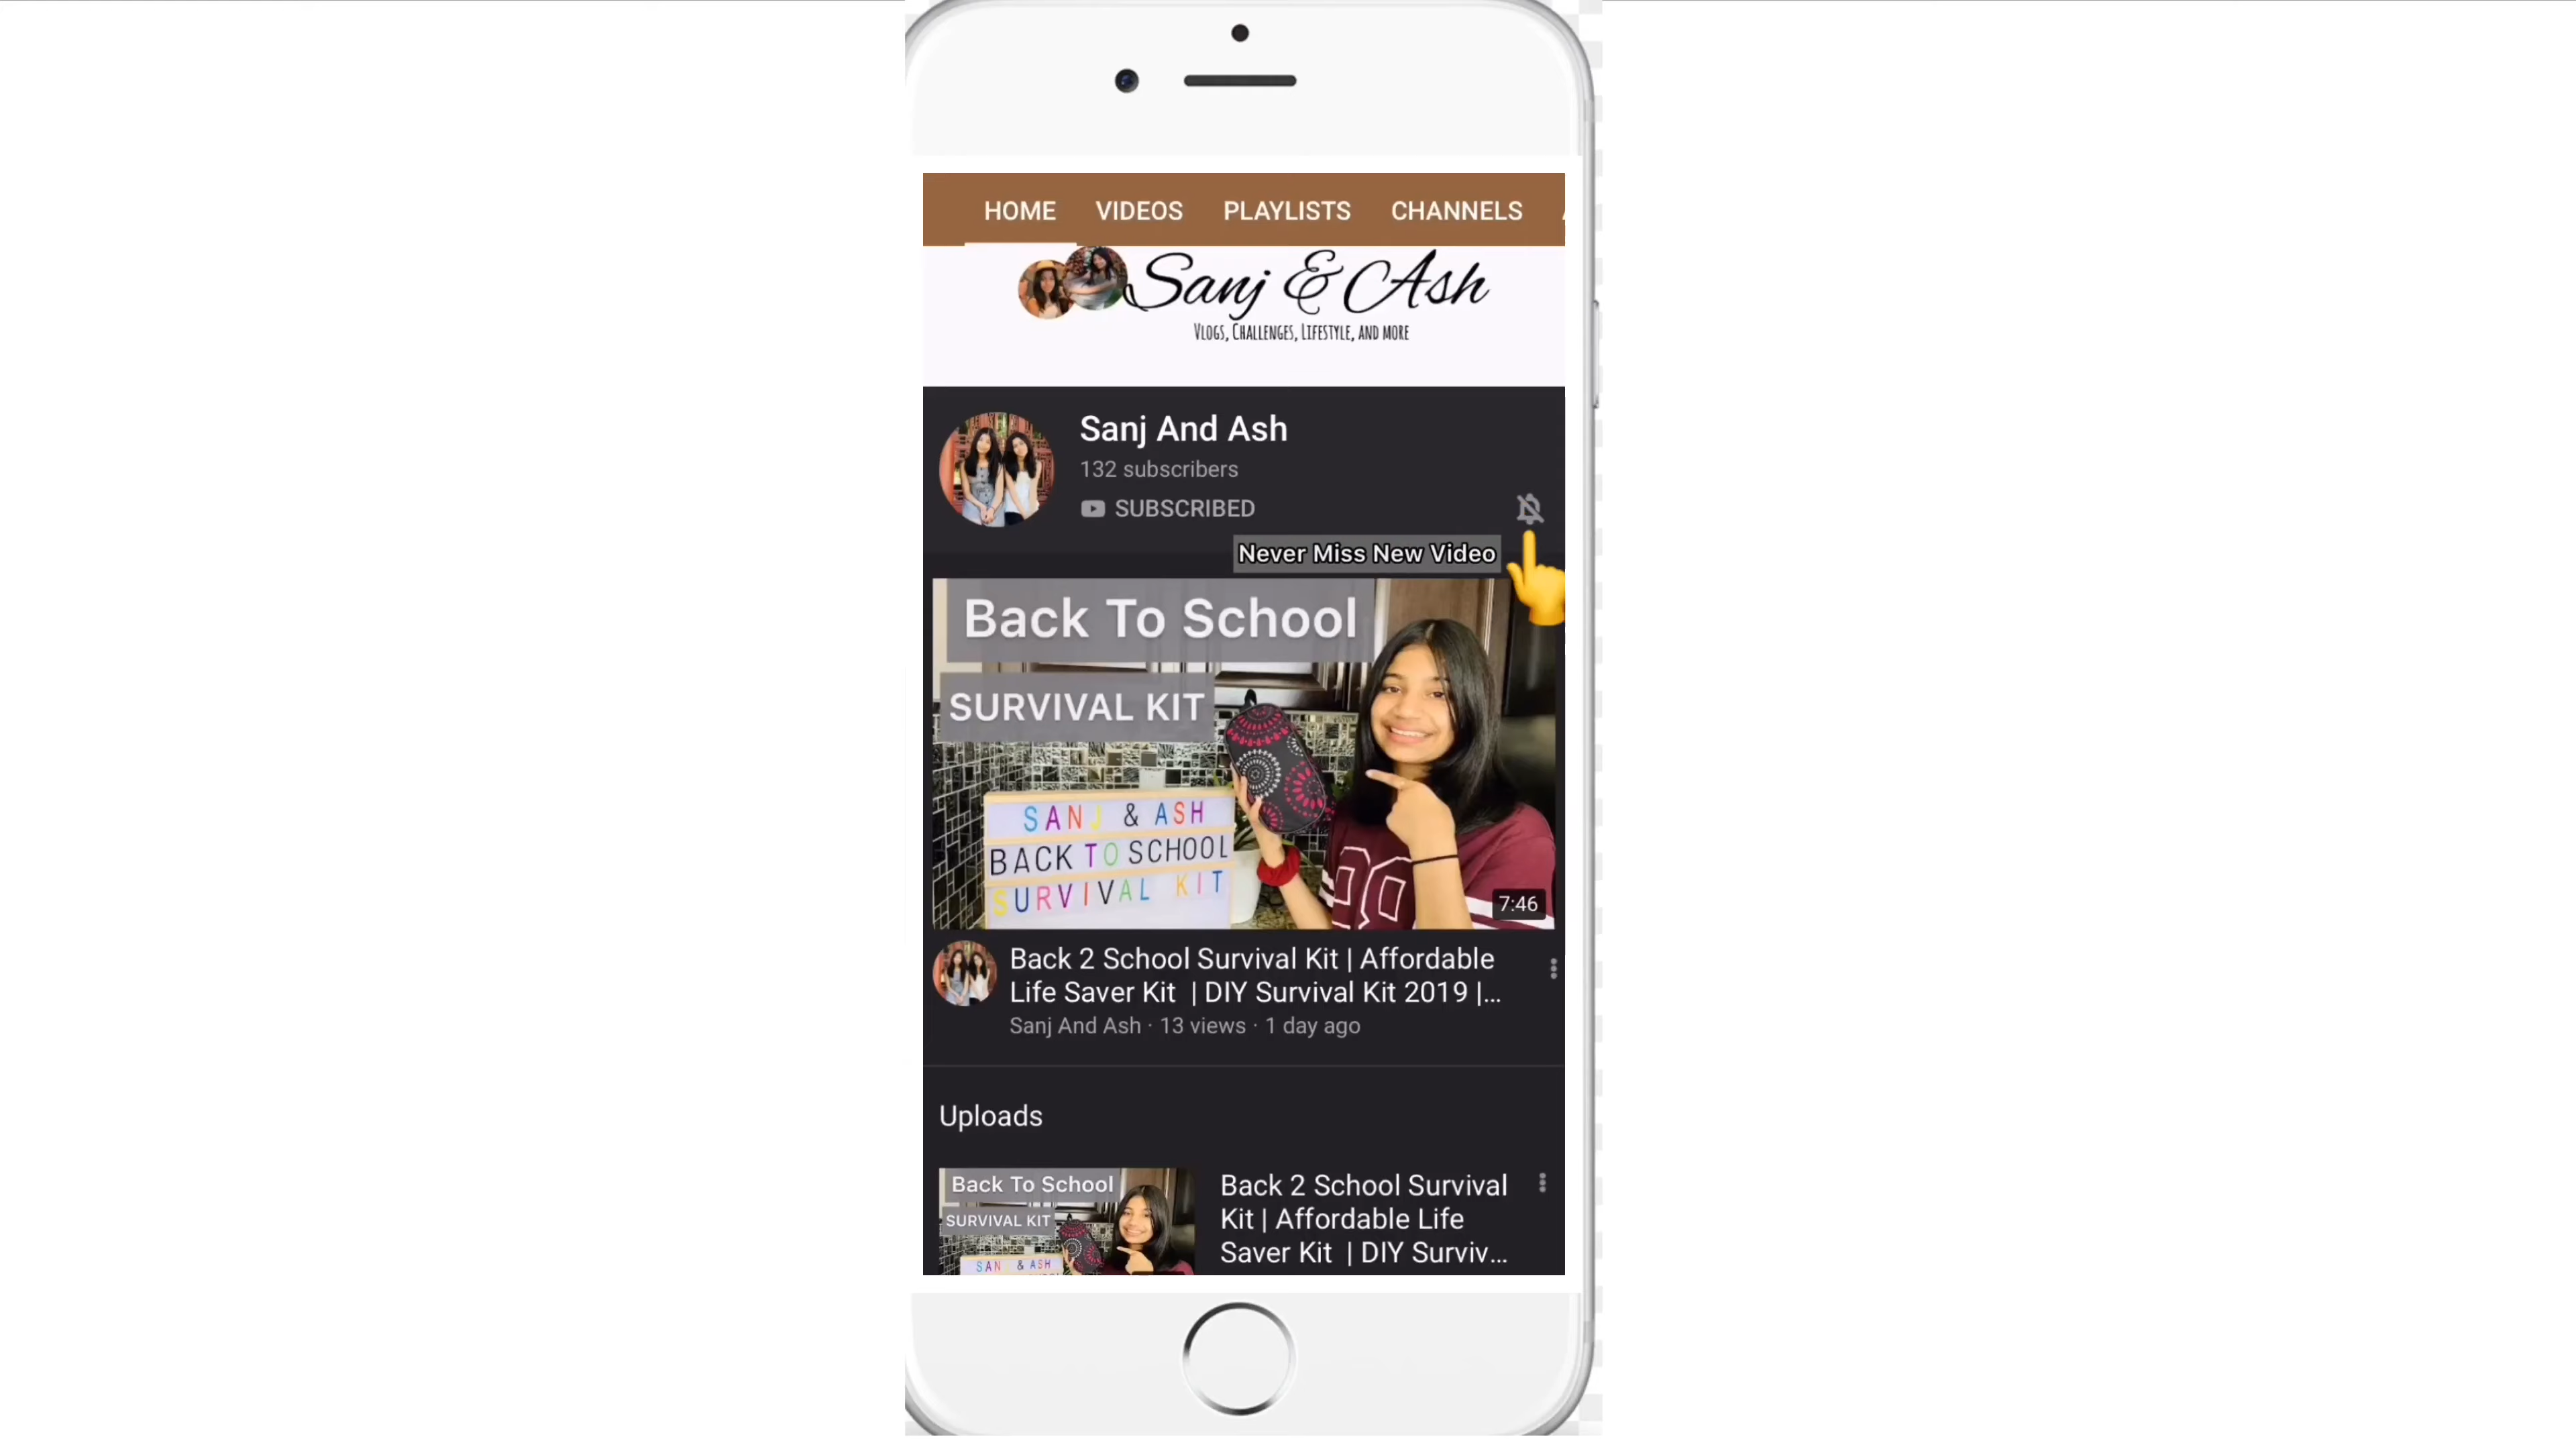 HOME VIDEOS PLAYLISTS CHANNELS
Sanj & Ash
VLOGS, CHALLENGES, LIFESTYLE, AND MORE
Sanj And Ash
132 subscribers
SUBSCRIBED
Never Miss New Video
Back To School
SURVIVAL KIT
SANJ & ASH
BACK TO SCHOOL
SURVIVAL KIT
7:46
Back 2 School Survival Kit | Affordable
Life Saver Kit | DIY Survival Kit 2019 |...
Sanj And Ash · 13 views · 1 day ago
Uploads
Back To School
SURVIVAL KIT
SAN & ASH
Back 2 School Survival
Kit | Affordable Life
Saver Kit | DIY Surviv...